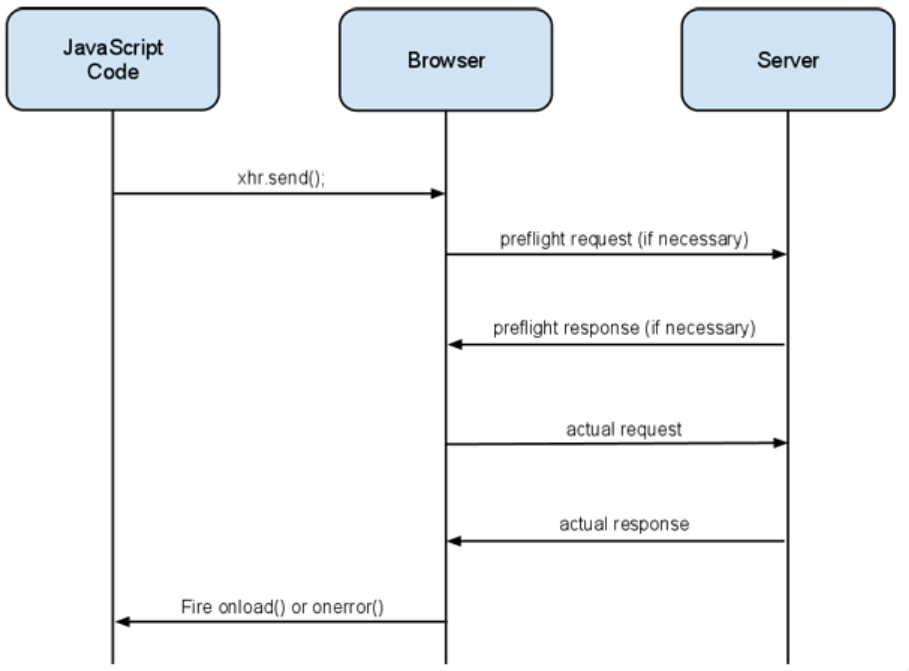 JavaScript
Code
Browser
Server
xhr.send();
preflight request (if necessary)
preflight response (if necessary)
actual request
actual response
Fire onload() or onerror()